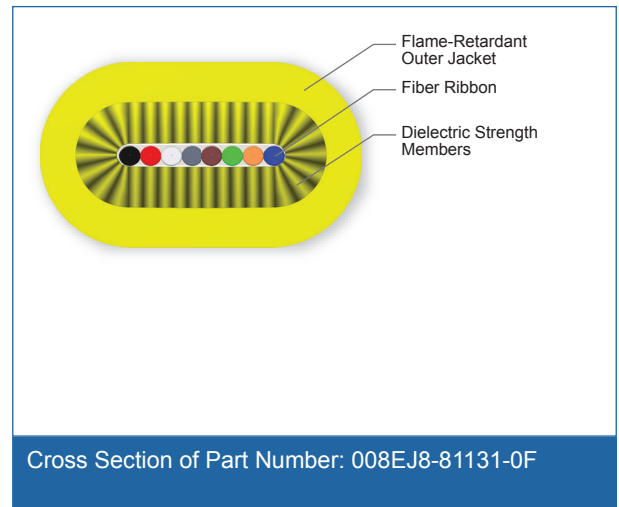 Flame-Retardant
Outer Jacket
Fiber Ribbon
Dielectric Strength
Members
Cross Section of Part Number: 008EJ8-81131-0F